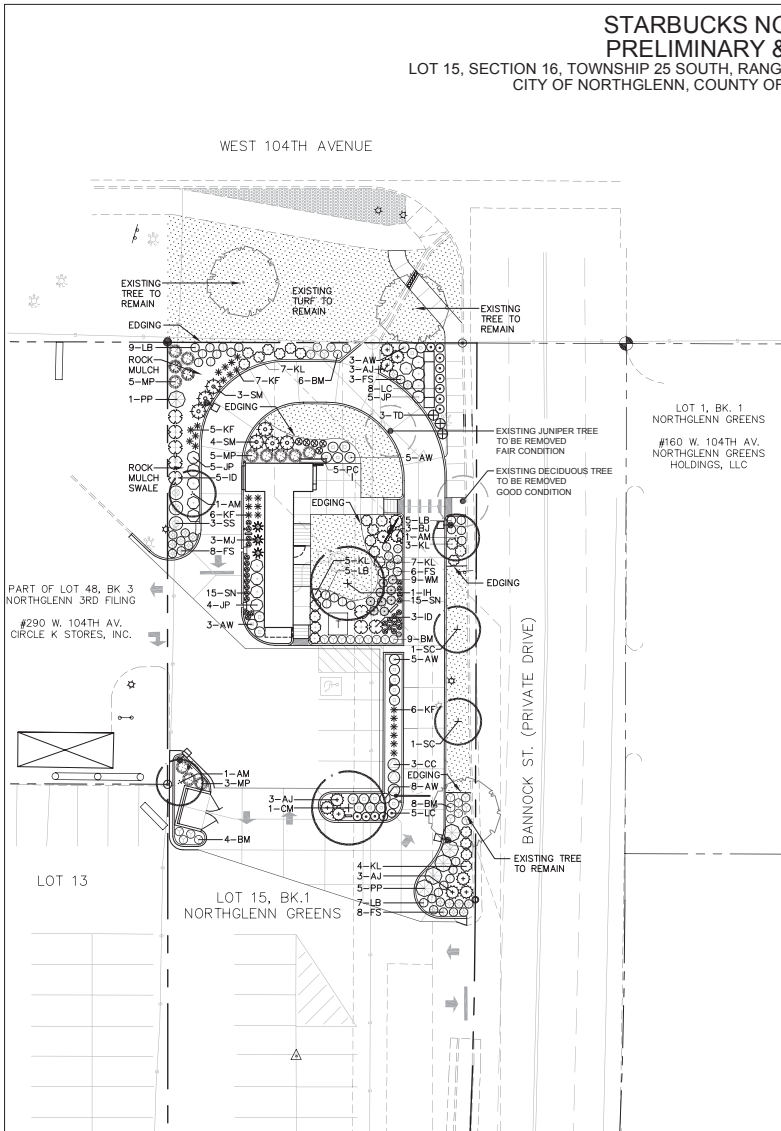 STARBUCKS NO
PRELIMINARY &
LOT 15, SECTION 16, TOWNSHIP 25 SOUTH, RANG
CITY OF NORTHGLENN, COUNTY OF
WEST 104TH AVENUE
EXISTING
TREE TO
REMAIN
EXISTING
TURF TO
REMAIN
EXISTING
TREE TO
REMAIN
EDGING
9-LB
ROCK
MULCH
5-MP
1-PP
7-KL
7-KF
6-BM
3-SM
EDGING
3-AW
3-AJ
3-FS
8-LC
5-JP
3-TD
LOT 1, BK. 1
NORTHGLENN GREENS
#160 W. 104TH AV.
NORTHGLENN GREENS
HOLDINGS, LLC
EXISTING JUNIPER TREE
TO BE REMOVED
FAIR CONDITION
EXISTING DECIDUOUS TREE
TO BE REMOVED
GOOD CONDITION
5-KF
4-SM
5-MP
5-JP
5-ID
ROCK
MULCH
SWALE
5-PC
5-AW
1-AM
6-KF
3-SS
3-MJ
8-FS
EDGING
5-LB
3-BJ
1-AM
3-KL
5-KL
5-LB
7-KL
6-FS
9-WM
1-IH
15-SN
EDGING
PART OF LOT 48, BK 3
NORTHGLENN 3RD FILING
#290 W. 104TH AV.
CIRCLE K STORES, INC.
15-SN
4-JP
3-AW
3-ID
9-BM
1-SC
5-AW
6-KF
1-SC
3-CC
EDGING
8-AW
1-AM
3-MP
3-AJ
1-CM
8-BM
5-LC
4-BM
EXISTING TREE
TO REMAIN
BANNOCK ST. (PRIVATE DRIVE)
4-KL
3-AJ
5-PP
7-LB
8-FS
LOT 13
LOT 15, BK.1
NORTHGLENN GREENS